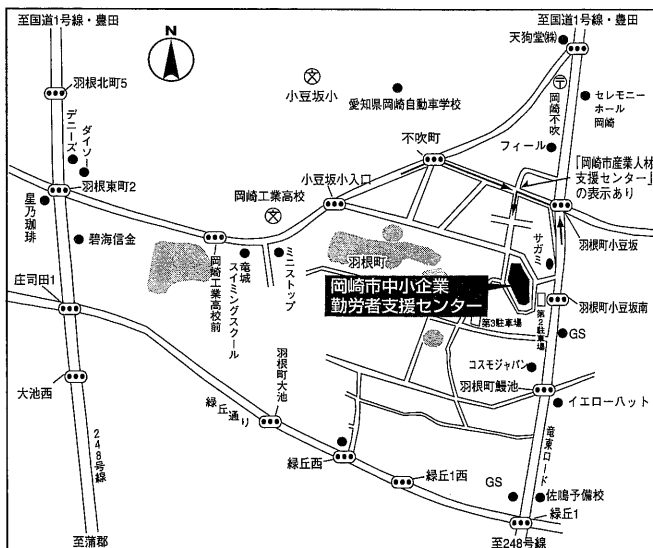 至国道1号線・豊田
至国道1号線・豊田
天狗堂㈱
羽根北町5
小豆坂小
愛知県岡崎自動車学校
岡崎不吹
セレモニー
ホール
岡崎
デニーズ
ダイソー
不吹町
フィール
「岡崎市産業人材
支援センター」
の表示あり
羽根東町2
岡崎工業高校
小豆坂小入口
星乃珈琲
碧海信金
岡崎工業高校前
竜城
スイミングスクール
ミニストップ
羽根町
サガミ
羽根町小豆坂
岡崎市中小企業
勤労者支援センター
庄司田1
羽根町小豆坂南
第3駐車場
第2駐車場
GS
コスモジャパン
大池西
羽根町大池
羽根町鰻池
緑丘通り
イエローハット
248号線
緑丘西
緑丘1西
竜東ロード
GS
佐鳴予備校
緑丘1
至蒲郡
至248号線